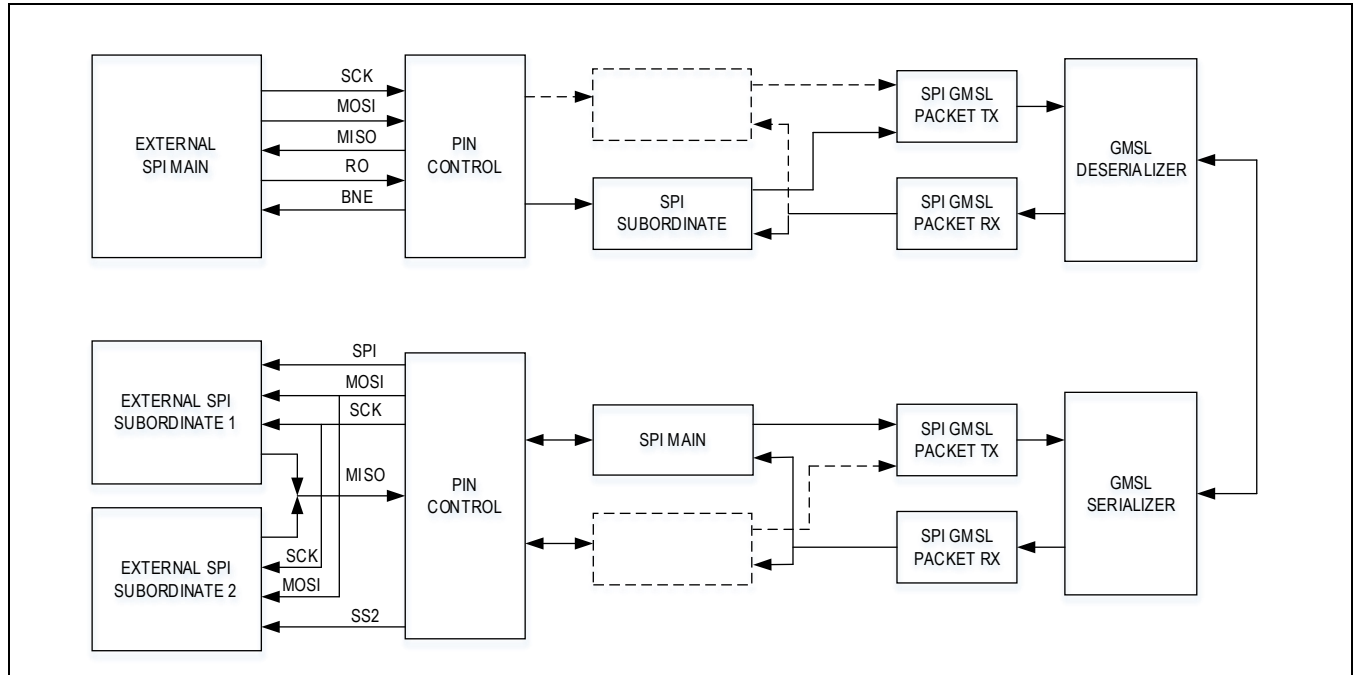 EXTERNAL
SPI MAIN
SCK
MOSI
MISO
RO
BNE
PIN
CONTROL
SPI
SUBORDINATE
SPI GMSL
PACKET TX
SPI GMSL
PACKET RX
GMSL
DESERIALIZER
EXTERNAL SPI
SUBORDINATE 1
EXTERNAL SPI
SUBORDINATE 2
SPI
MOSI
SCK
MISO
SCK
MOSI
SS2
PIN
CONTROL
SPI MAIN
SPI GMSL
PACKET TX
SPI GMSL
PACKET RX
GMSL
SERIALIZER